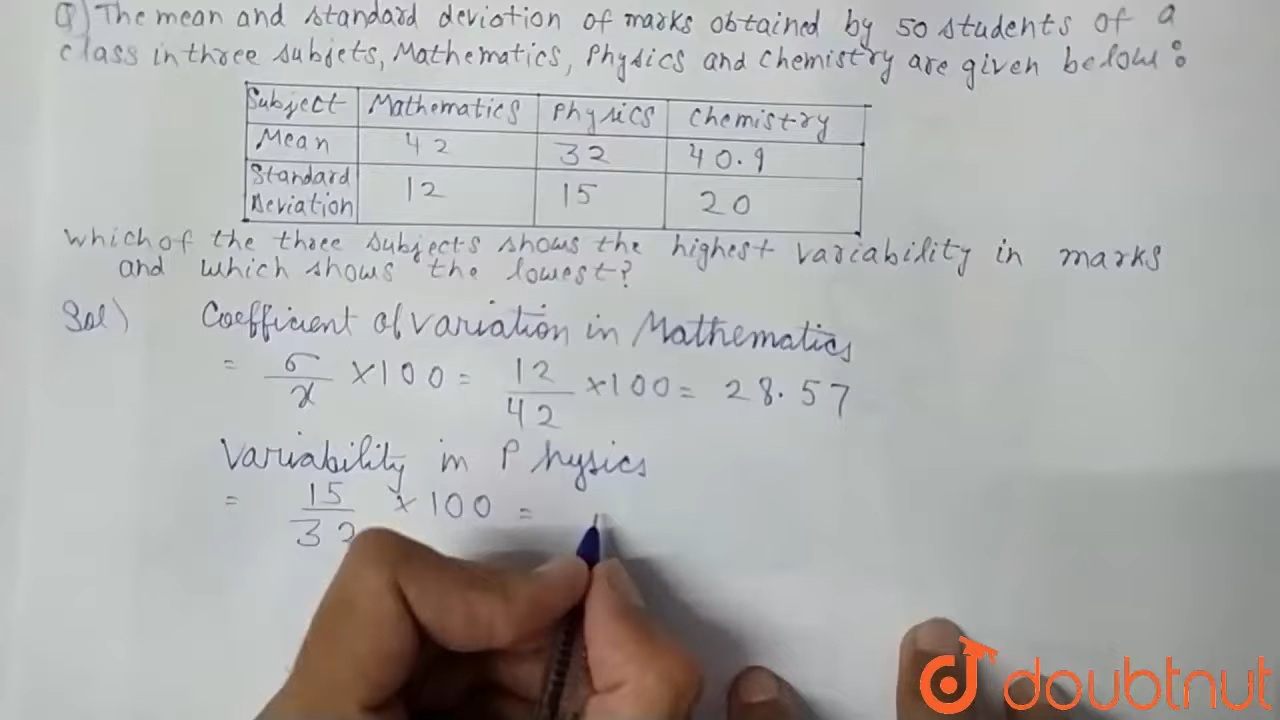 Q) The mean and standard deviation of marks obtained by 50 students of a
class in three subjets, Mathematics, Physics and Chemistry are given below:
Subject Mathematics Physics Chemistry
Mean 42 32 40.9
Standard Deviation 12 15 20
which of the three subjects shows the highest variability in marks
and which shows the lowest?
Sol) Coefficient of variation in Mathematics
= σ/x ×100 = 12/42 ×100 = 28.57
Variability in Physics
= 15/32 ×100 =
doubtnut